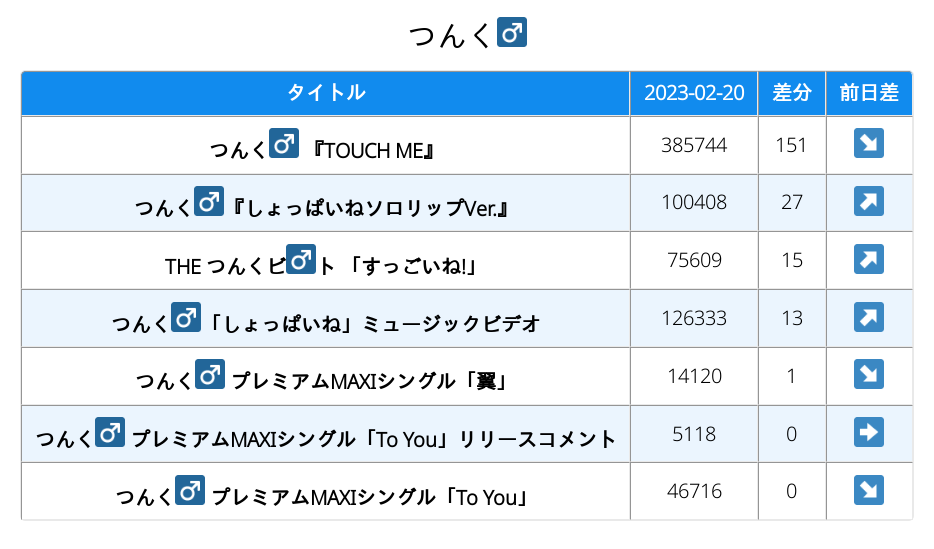 つんく♂
タイトル 2023-02-20 差分 前日差
つんく♂ 『TOUCH ME』 385744 151 ↘
つんく♂『しょっぱいねソロリップVer.』 100408 27 ↗
THE つんくビ♂ト 「すっごいね!」 75609 15 ↗
つんく♂「しょっぱいね」ミュージックビデオ 126333 13 ↗
つんく♂ プレミアムMAXIシングル「翼」 14120 1 ↘
つんく♂ プレミアムMAXIシングル「To You」リリースコメント 5118 0 ➡
つんく♂ プレミアムMAXIシングル「To You」 46716 0 ↘